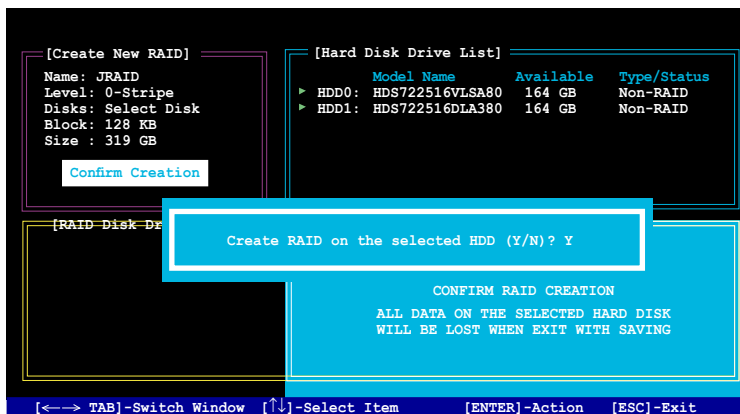 [Create New RAID]
Name: JRAID
Level: 0-Stripe
Disks: Select Disk
Block: 128 KB
Size : 319 GB
Confirm Creation
[Hard Disk Drive List]
Model Name Available Type/Status
HDD0: HDS722516VLSA80 164 GB Non-RAID
HDD1: HDS722516DLA380 164 GB Non-RAID
[RAID Disk Dr
Create RAID on the selected HDD (Y/N)? Y
CONFIRM RAID CREATION
ALL DATA ON THE SELECTED HARD DISK
WILL BE LOST WHEN EXIT WITH SAVING
[←→ TAB]-Switch Window [↑↓]-Select Item [ENTER]-Action [ESC]-Exit